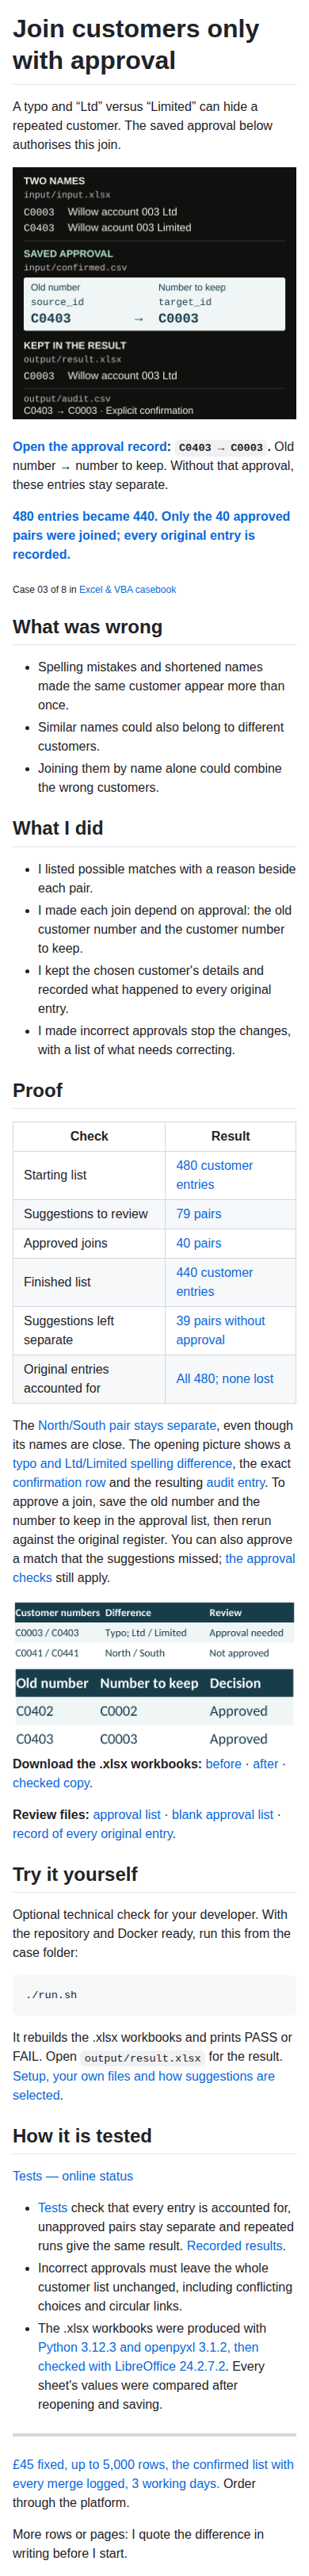 Join customers only
with approval
A typo and “Ltd” versus “Limited” can hide a
repeated customer. The saved approval below
authorises this join.
TWO NAMES
input/input.xlsx
C0003 Willow account 003 Ltd
C0403 Willow acount 003 Limited
SAVED APPROVAL
input/confirmed.csv
Old number Number to keep
source_id target_id
C0403 → C0003
KEPT IN THE RESULT
output/result.xlsx
C0003 Willow account 003 Ltd
output/audit.csv
C0403 → C0003 · Explicit confirmation
Open the approval record: C0403 → C0003 . Old
number → number to keep. Without that approval,
these entries stay separate.
480 entries became 440. Only the 40 approved
pairs were joined; every original entry is
recorded.
Case 03 of 8 in Excel & VBA casebook
What was wrong
• Spelling mistakes and shortened names
made the same customer appear more than
once.
• Similar names could also belong to different
customers.
• Joining them by name alone could combine
the wrong customers.
What I did
• I listed possible matches with a reason beside
each pair.
• I made each join depend on approval: the old
customer number and the customer number
to keep.
• I kept the chosen customer's details and
recorded what happened to every original
entry.
• I made incorrect approvals stop the changes,
with a list of what needs correcting.
Proof
Check Result
Starting list 480 customer
entries
Suggestions to review 79 pairs
Approved joins 40 pairs
Finished list 440 customer
entries
Suggestions left
separate 39 pairs without
approval
Original entries
accounted for All 480; none lost
The North/South pair stays separate, even though
its names are close. The opening picture shows a
typo and Ltd/Limited spelling difference, the exact
confirmation row and the resulting audit entry. To
approve a join, save the old number and the
number to keep in the approval list, then rerun
against the original register. You can also approve
a match that the suggestions missed; the approval
checks still apply.
Customer numbers Difference Review
C0003 / C0403 Typo; Ltd / Limited Approval needed
C0041 / C0441 North / South Not approved
Old number Number to keep Decision
C0402 C0002 Approved
C0403 C0003 Approved
Download the .xlsx workbooks: before · after ·
checked copy.
Review files: approval list · blank approval list ·
record of every original entry.
Try it yourself
Optional technical check for your developer. With
the repository and Docker ready, run this from the
case folder:
./run.sh
It rebuilds the .xlsx workbooks and prints PASS or
FAIL. Open output/result.xlsx for the result.
Setup, your own files and how suggestions are
selected.
How it is tested
Tests — online status
• Tests check that every entry is accounted for,
unapproved pairs stay separate and repeated
runs give the same result. Recorded results.
• Incorrect approvals must leave the whole
customer list unchanged, including conflicting
choices and circular links.
• The .xlsx workbooks were produced with
Python 3.12.3 and openpyxl 3.1.2, then
checked with LibreOffice 24.2.7.2. Every
sheet's values were compared after
reopening and saving.
£45 fixed, up to 5,000 rows, the confirmed list with
every merge logged, 3 working days. Order
through the platform.
More rows or pages: I quote the difference in
writing before I start.